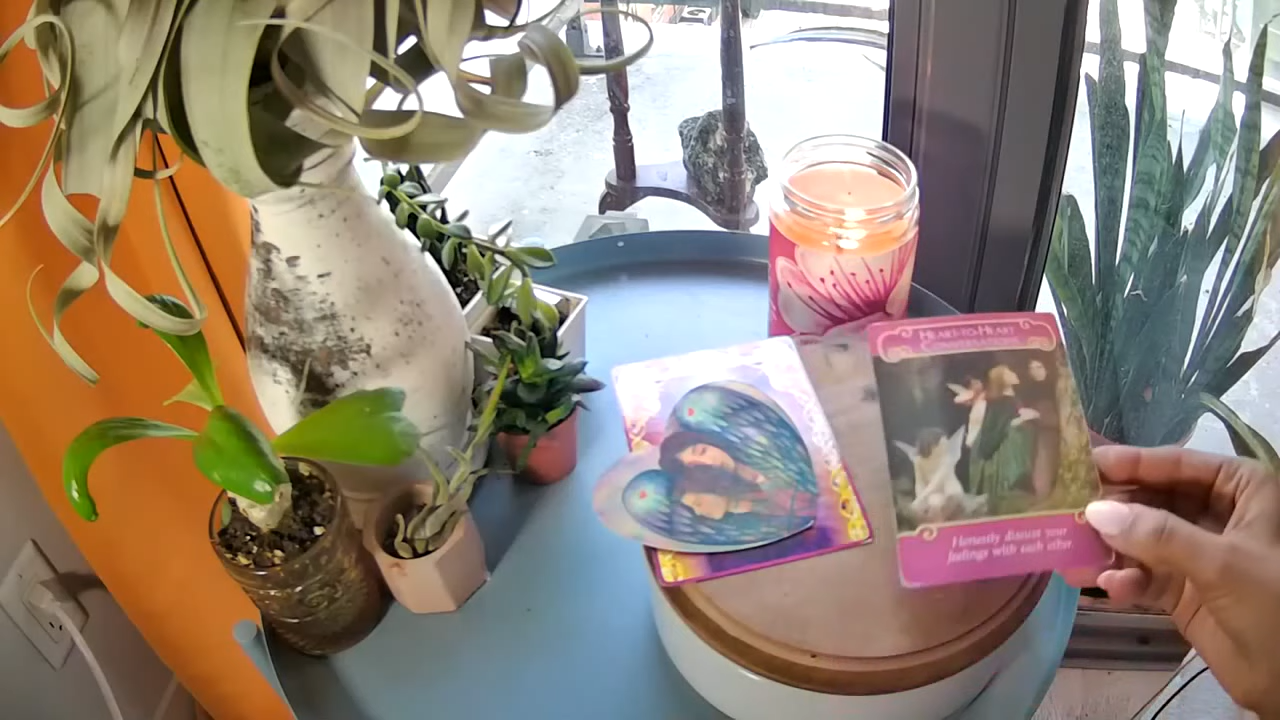 HEART-TO-HEART
CONVERSATIONS
Honestly discuss your
feelings with each other.